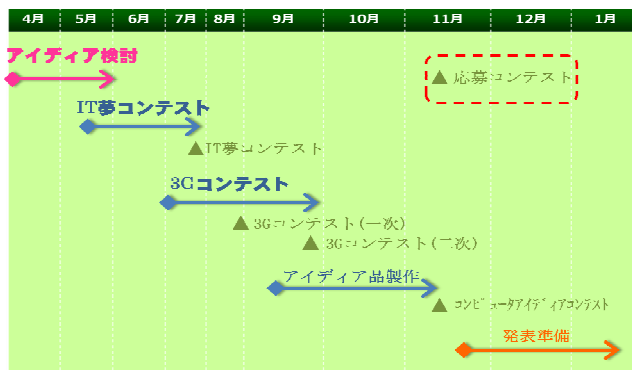 4月 5月 6月 7月 8月 9月 10月 11月 12月 1月
アイディア検討
▲ 応募コンテスト
IT夢コンテスト
▲IT夢コンテスト
3Gコンテスト
▲ 3Gコンテスト(一次)
▲ 3Gコンテスト(二次)
アイディア品製作
▲ コンピュータアイディアコンテスト
発表準備